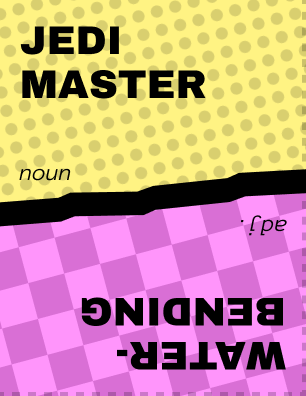 JEDI
MASTER
noun
WATER-
BENDING
adj.